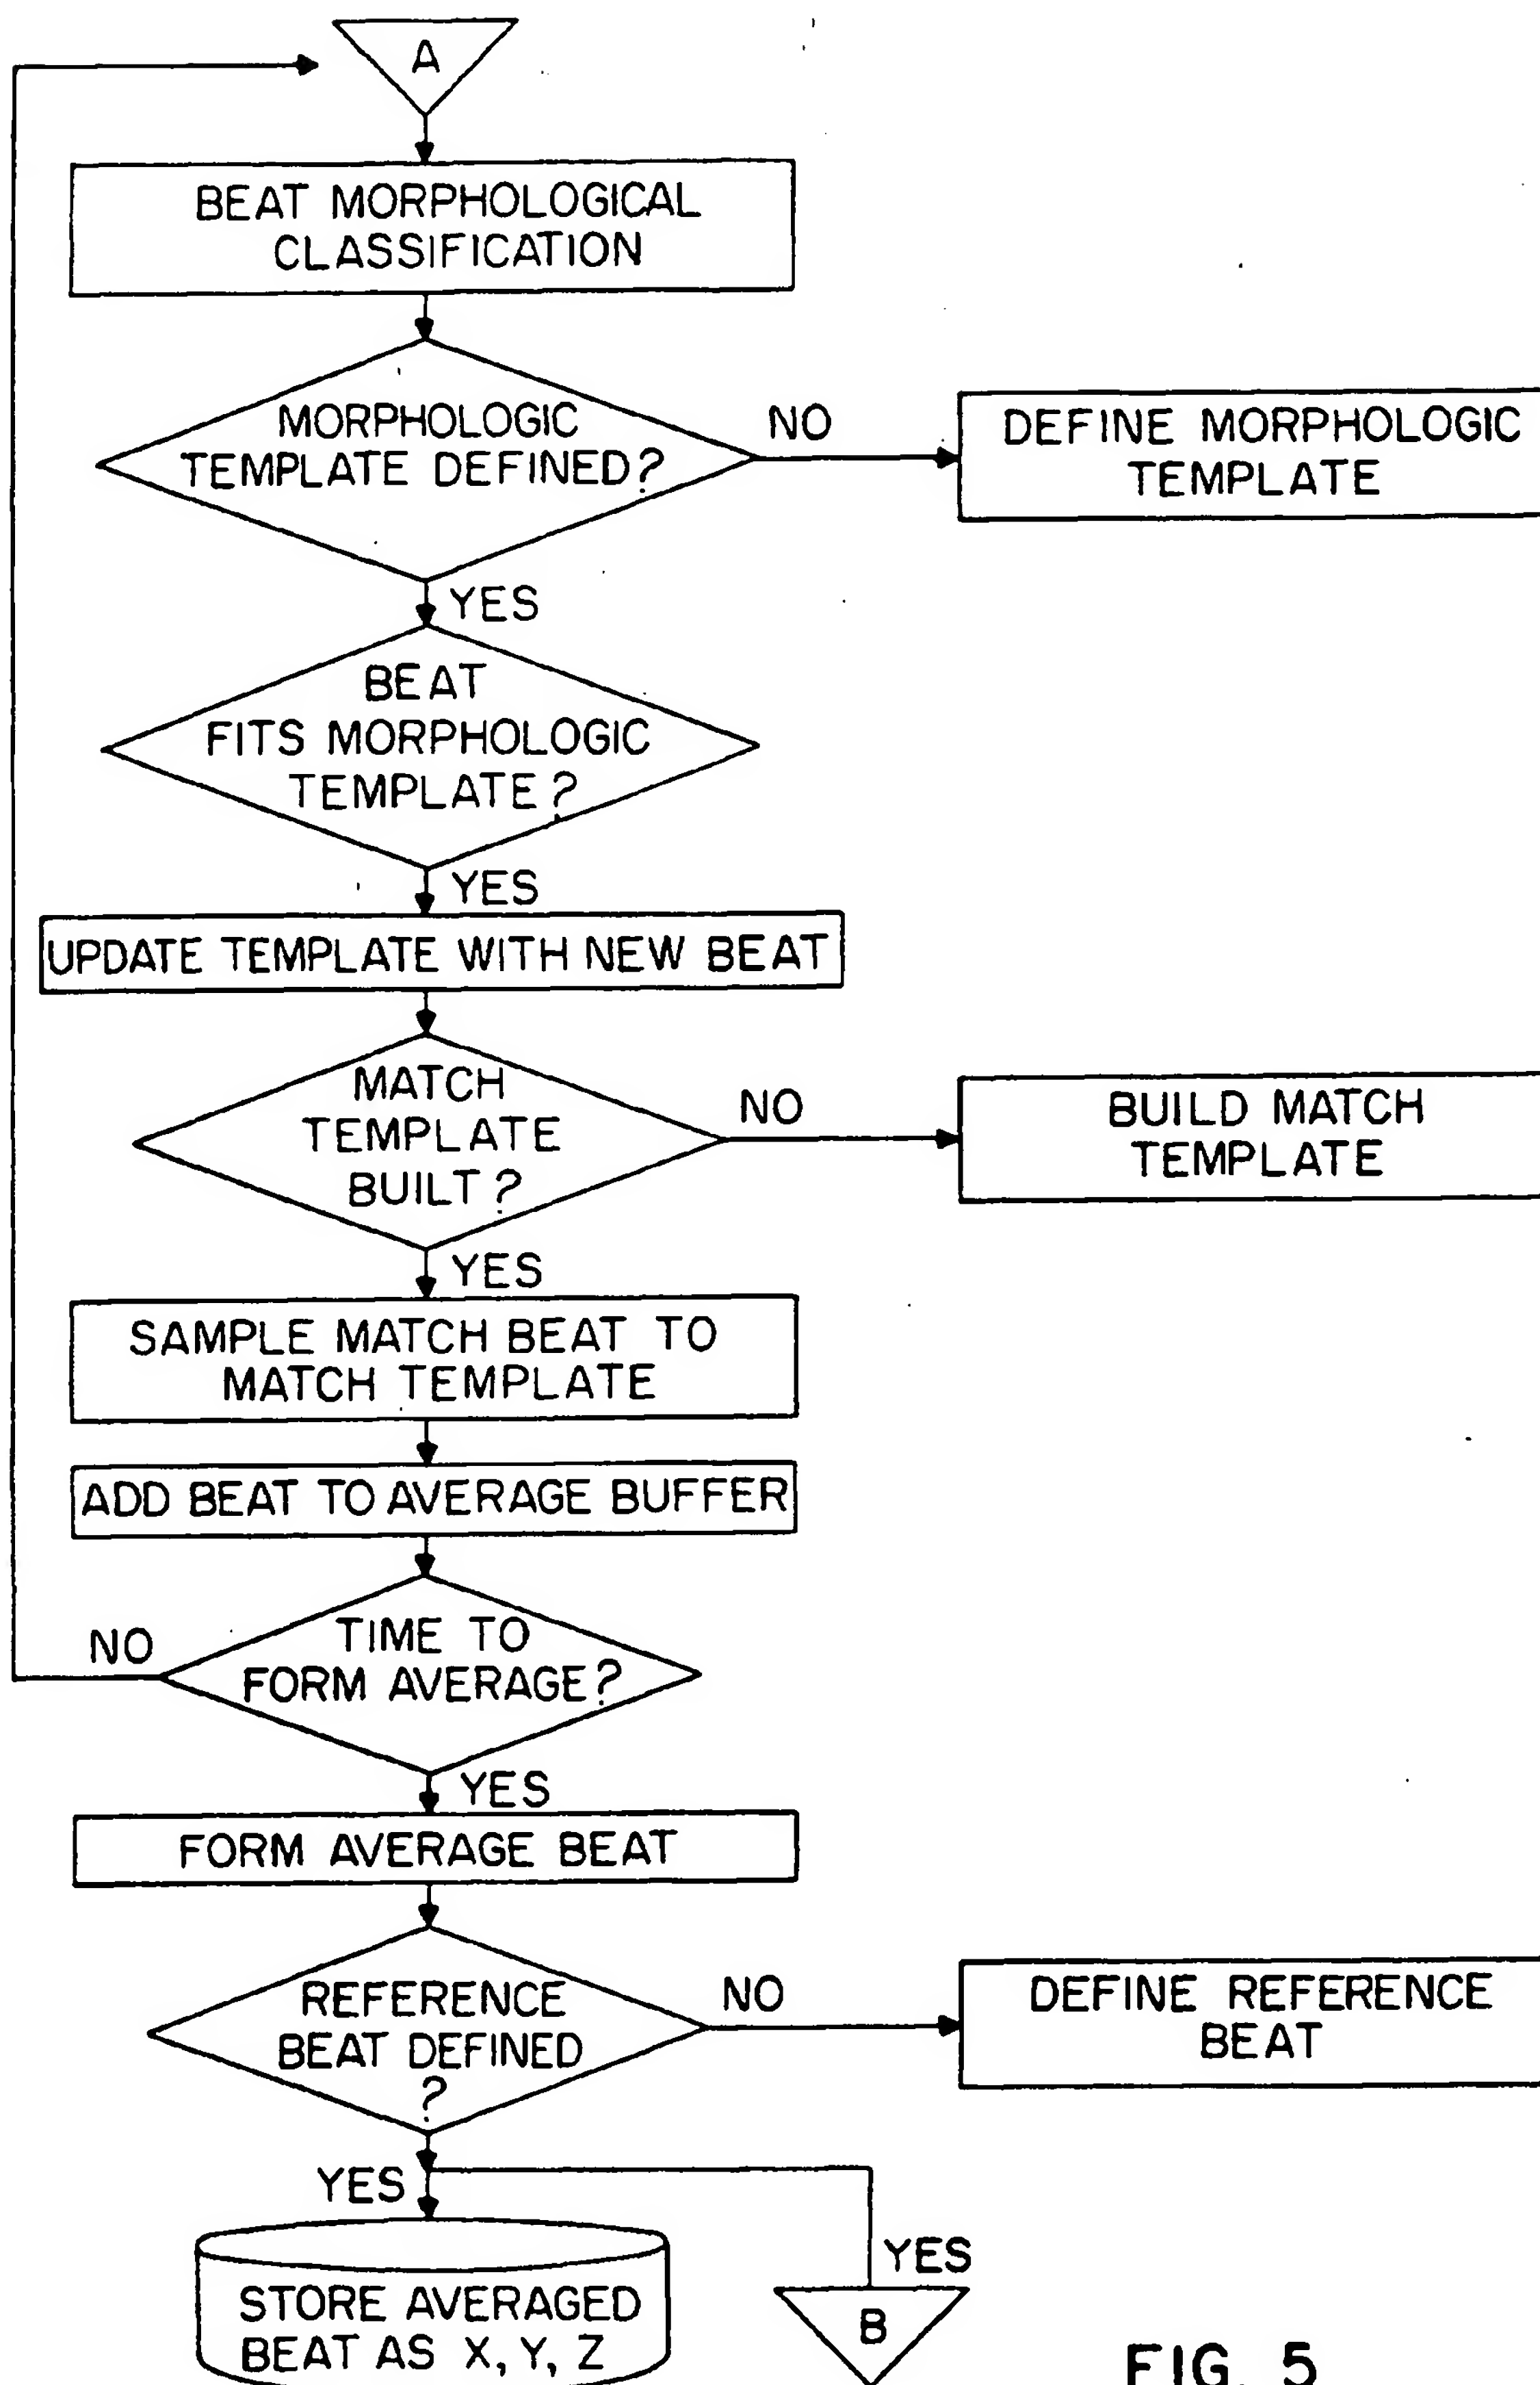 A
BEAT MORPHOLOGICAL
CLASSIFICATION
MORPHOLOGIC
TEMPLATE DEFINED?
NO
DEFINE MORPHOLOGIC
TEMPLATE
YES
BEAT
FITS MORPHOLOGIC
TEMPLATE?
YES
UPDATE TEMPLATE WITH NEW BEAT
MATCH
TEMPLATE
BUILT?
NO
BUILD MATCH
TEMPLATE
YES
SAMPLE MATCH BEAT TO
MATCH TEMPLATE
ADD BEAT TO AVERAGE BUFFER
TIME TO
FORM AVERAGE?
NO
YES
FORM AVERAGE BEAT
REFERENCE
BEAT DEFINED
?
NO
DEFINE REFERENCE
BEAT
YES
YES
STORE AVERAGED
BEAT AS X, Y, Z
B
FIG. 5